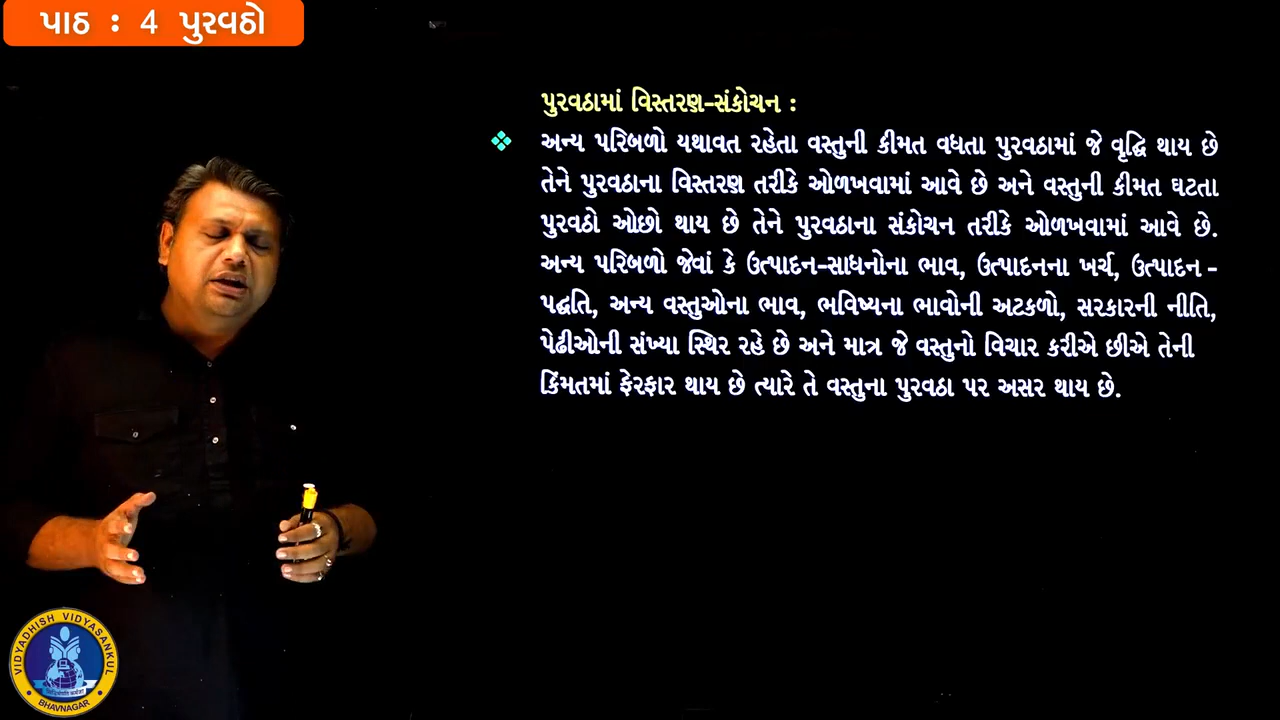 પાઠ : 4 પુરવઠો
પુરવઠામાં વિસ્તરણ-સંકોચન :
અન્ય પરિબળો યથાવત રહેતા વસ્તુની કીમત વધતા પુરવઠામાં જે વૃદ્ધિ થાય છે
તેને પુરવઠાના વિસ્તરણ તરીકે ઓળખવામાં આવે છે અને વસ્તુની કીમત ઘટતા
પુરવઠો ઓછો થાય છે તેને પુરવઠાના સંકોચન તરીકે ઓળખવામાં આવે છે.
અન્ય પરિબળો જેવાં કે ઉત્પાદન-સાધનોના ભાવ, ઉત્પાદનના ખર્ચ, ઉત્પાદન -
પદ્ધતિ, અન્ય વસ્તુઓના ભાવ, ભવિષ્યના ભાવોની અટકળો, સરકારની નીતિ,
પેઢીઓની સંખ્યા સ્થિર રહે છે અને માત્ર જે વસ્તુનો વિચાર કરીએ છીએ તેની
કિંમતમાં ફેરફાર થાય છે ત્યારે તે વસ્તુના પુરવઠા પર અસર થાય છે.
VIDYADHISH VIDYASANKUL
BHAVNAGAR